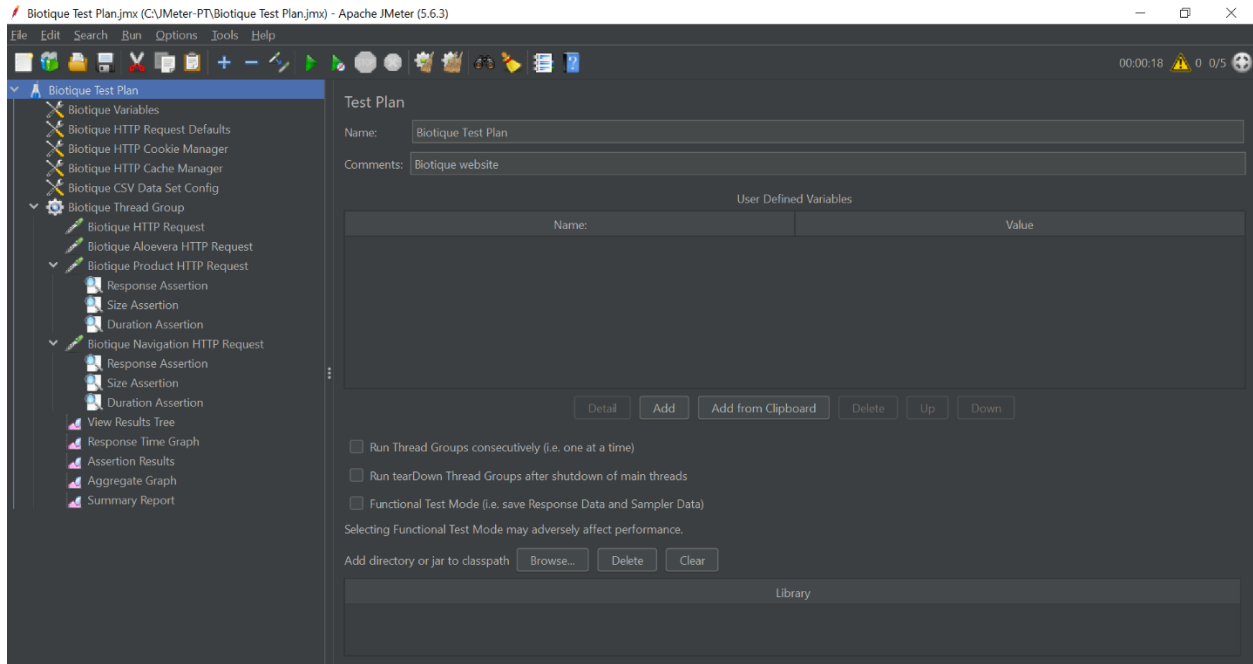 Biotique Test Plan.jmx (C:\JMeter-PT\Biotique Test Plan.jmx) - Apache JMeter (5.6.3)
File Edit Search Run Options Tools Help
00:00:18 0 0/5
Biotique Test Plan
Biotique Variables
Biotique HTTP Request Defaults
Biotique HTTP Cookie Manager
Biotique HTTP Cache Manager
Biotique CSV Data Set Config
Biotique Thread Group
Biotique HTTP Request
Biotique Aloevera HTTP Request
Biotique Product HTTP Request
Response Assertion
Size Assertion
Duration Assertion
Biotique Navigation HTTP Request
Response Assertion
Size Assertion
Duration Assertion
View Results Tree
Response Time Graph
Assertion Results
Aggregate Graph
Summary Report
Test Plan
Name: Biotique Test Plan
Comments: Biotique website
User Defined Variables
Name: Value
Detail Add Add from Clipboard Delete Up Down
Run Thread Groups consecutively (i.e. one at a time)
Run tearDown Thread Groups after shutdown of main threads
Functional Test Mode (i.e. save Response Data and Sampler Data)
Selecting Functional Test Mode may adversely affect performance.
Add directory or jar to classpath Browse... Delete Clear
Library